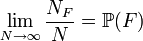 lim_{N→∞} N_F / N = ℙ(F)